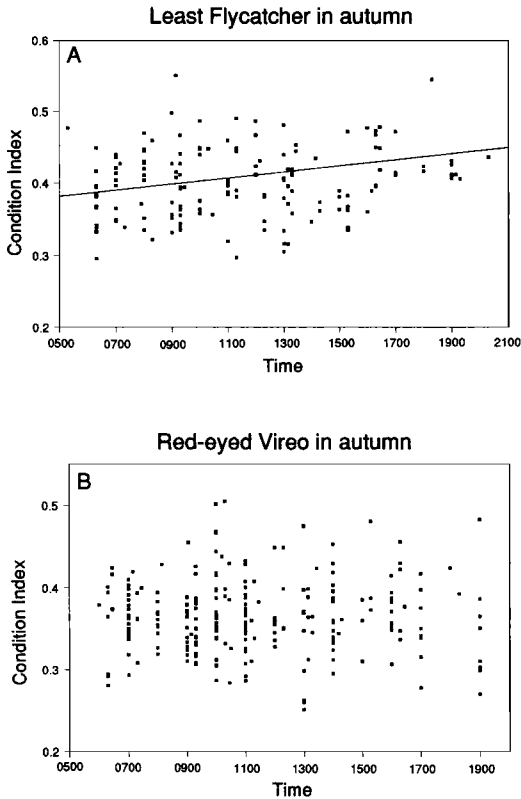 Least Flycatcher in autumn
A
0.6
0.5
0.4
0.3
0.2
Condition Index
0500 0700 0900 1100 1300 1500 1700 1900 2100
Time
Red-eyed Vireo in autumn
B
0.5
0.4
0.3
0.2
Condition Index
0500 0700 0900 1100 1300 1500 1700 1900
Time